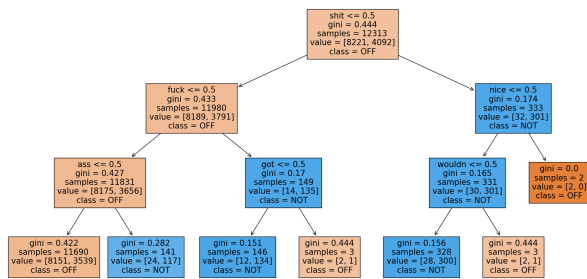 shit <= 0.5
gini = 0.444
samples = 12313
value = [8221, 4092]
class = OFF
fuck <= 0.5
gini = 0.433
samples = 11980
value = [8189, 3791]
class = OFF
nice <= 0.5
gini = 0.174
samples = 333
value = [32, 301]
class = NOT
ass <= 0.5
gini = 0.427
samples = 11831
value = [8175, 3656]
class = OFF
got <= 0.5
gini = 0.17
samples = 149
value = [14, 135]
class = NOT
wouldn <= 0.5
gini = 0.165
samples = 331
value = [30, 301]
class = NOT
gini = 0.0
samples = 2
value = [2, 0]
class = OFF
gini = 0.422
samples = 11690
value = [8151, 3539]
class = OFF
gini = 0.282
samples = 141
value = [24, 117]
class = NOT
gini = 0.151
samples = 146
value = [12, 134]
class = NOT
gini = 0.444
samples = 3
value = [2, 1]
class = OFF
gini = 0.156
samples = 328
value = [28, 300]
class = NOT
gini = 0.444
samples = 3
value = [2, 1]
class = OFF